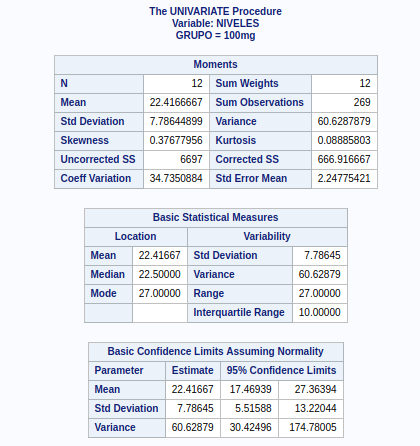 The UNIVARIATE Procedure
Variable: NIVELES
GRUPO = 100mg
Moments
N 12 Sum Weights 12
Mean 22.4166667 Sum Observations 269
Std Deviation 7.78644899 Variance 60.6287879
Skewness 0.37677956 Kurtosis 0.08885803
Uncorrected SS 6697 Corrected SS 666.916667
Coeff Variation 34.7350884 Std Error Mean 2.24775421
Basic Statistical Measures
Location Variability
Mean 22.41667 Std Deviation 7.78645
Median 22.50000 Variance 60.62879
Mode 27.00000 Range 27.00000
Interquartile Range 10.00000
Basic Confidence Limits Assuming Normality
Parameter Estimate 95% Confidence Limits
Mean 22.41667 17.46939 27.36394
Std Deviation 7.78645 5.51588 13.22044
Variance 60.62879 30.42496 174.78005